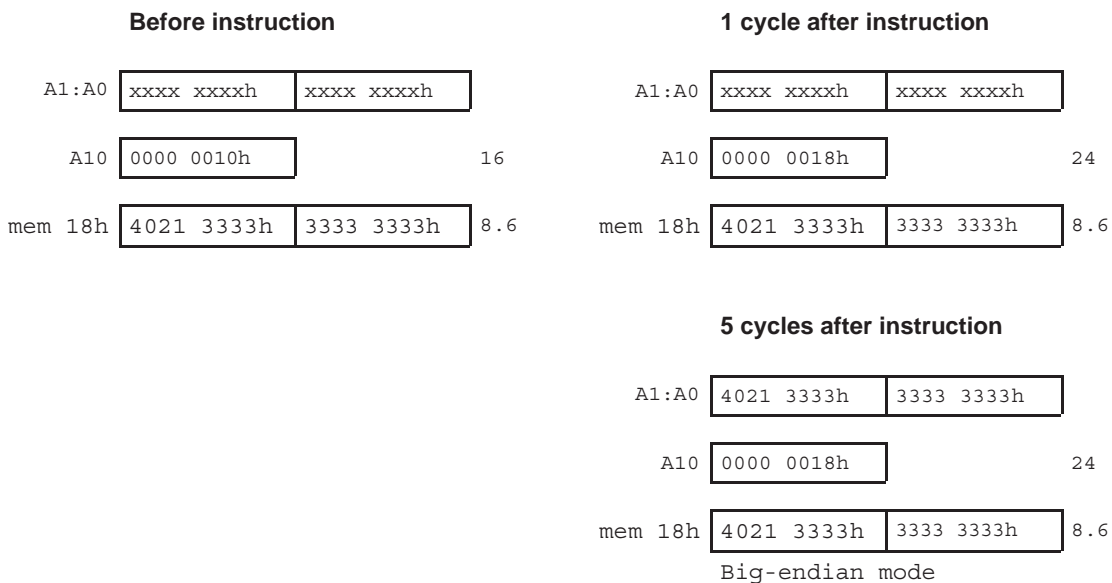 Before instruction
A1:A0 xxxx xxxxh xxxx xxxxh
A10 0000 0010h 16
mem 18h 4021 3333h 3333 3333h 8.6
1 cycle after instruction
A1:A0 xxxx xxxxh xxxx xxxxh
A10 0000 0018h 24
mem 18h 4021 3333h 3333 3333h 8.6
5 cycles after instruction
A1:A0 4021 3333h 3333 3333h
A10 0000 0018h 24
mem 18h 4021 3333h 3333 3333h 8.6
Big-endian mode